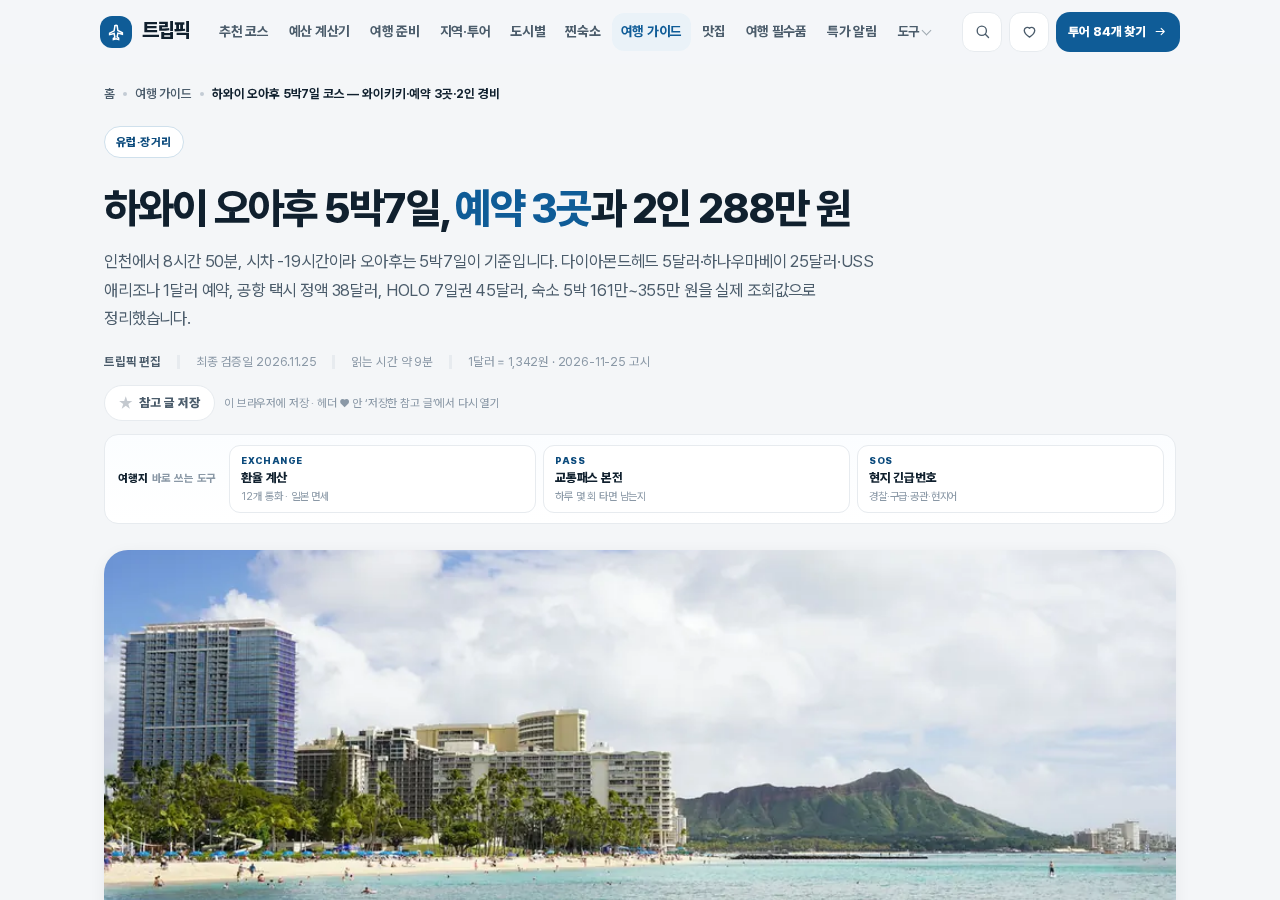 트립픽
추천 코스 예산 계산기 여행 준비 지역·투어 도시별 찐숙소 여행 가이드 맛집 여행 필수품 특가 알림 도구
투어 84개 찾기 →
홈 • 여행 가이드 • 하와이 오아후 5박7일 코스 — 와이키키·예약 3곳·2인 경비
유럽·장거리
하와이 오아후 5박7일, 예약 3곳과 2인 288만 원
인천에서 8시간 50분, 시차 -19시간이라 오아후는 5박7일이 기준입니다. 다이아몬드헤드 5달러·하나우마베이 25달러·USS
애리조나 1달러 예약, 공항 택시 정액 38달러, HOLO 7일권 45달러, 숙소 5박 161만~355만 원을 실제 조회값으로
정리했습니다.
트립픽 편집 최종 검증일 2026.11.25 읽는 시간 약 9분 1달러 = 1,342원 · 2026-11-25 고시
★ 참고 글 저장 이 브라우저에 저장 · 헤더 ♥ 안 '저장한 참고 글'에서 다시 열기
여행지 바로 쓰는 도구
EXCHANGE
환율 계산
12개 통화 · 일본 면세
PASS
교통패스 본전
하루 몇 회 타면 남는지
SOS
현지 긴급번호
경찰·구급·공관·현지어